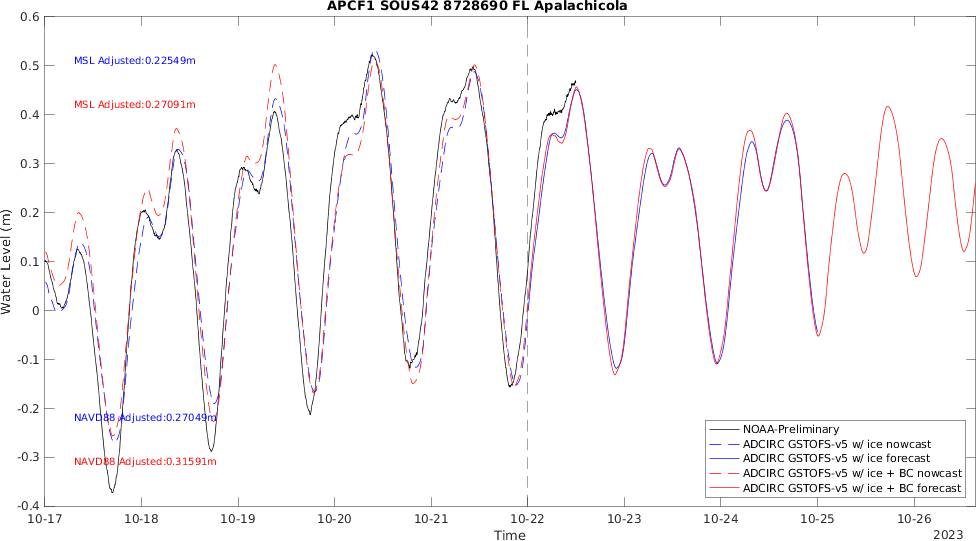 APCF1 SOUS42 8728690 FL Apalachicola
0.6
0.5
0.4
0.3
0.2
0.1
0
-0.1
-0.2
-0.3
-0.4
Water Level (m)
MSL Adjusted:0.22549m
MSL Adjusted:0.27091m
NAVD88 Adjusted:0.27049m
NAVD88 Adjusted:0.31591m
NOAA-Preliminary
ADCIRC GSTOFS-v5 w/ ice nowcast
ADCIRC GSTOFS-v5 w/ ice forecast
ADCIRC GSTOFS-v5 w/ ice + BC nowcast
ADCIRC GSTOFS-v5 w/ ice + BC forecast
10-17 10-18 10-19 10-20 10-21 10-22 10-23 10-24 10-25 10-26
Time
2023